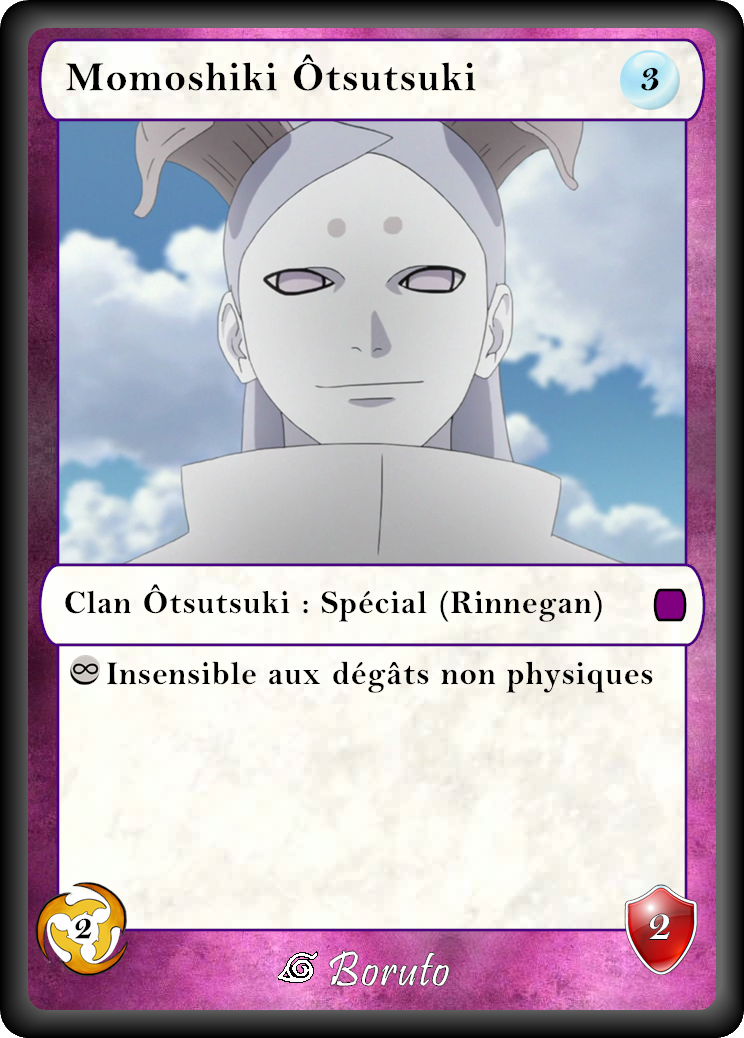 Momoshiki Ôtsutsuki
3
Clan Ôtsutsuki : Spécial (Rinnegan)
∞ Insensible aux dégâts non physiques
2
2
Boruto